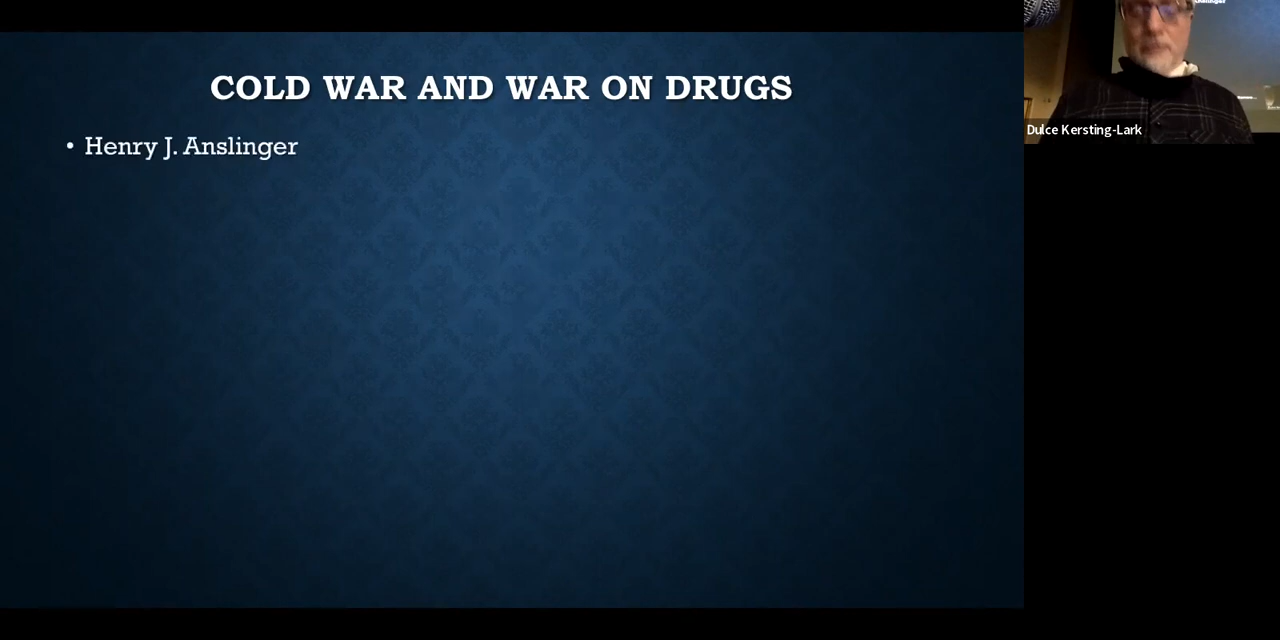 COLD WAR AND WAR ON DRUGS
• Henry J. Anslinger
Dulce Kersting-Lark